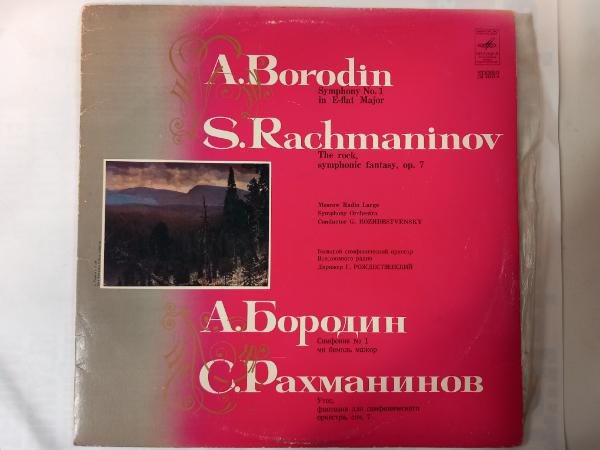 A.Borodin
Symphony No. 1
in E-flat Major
S.Rachmaninov
The rock,
symphonic fantasy, op. 7
Moscow Radio Large
Symphony Orchestra
Conductor G. ROZHDESTVENSKY
Большой симфонический оркестр
Всесоюзного радио
Дирижер Г. РОЖДЕСТВЕНСКИЙ
А.Бородин
Симфония № 1
ми бемоль мажор
С.Рахманинов
Утес,
фантазия для симфонического
оркестра, соч. 7